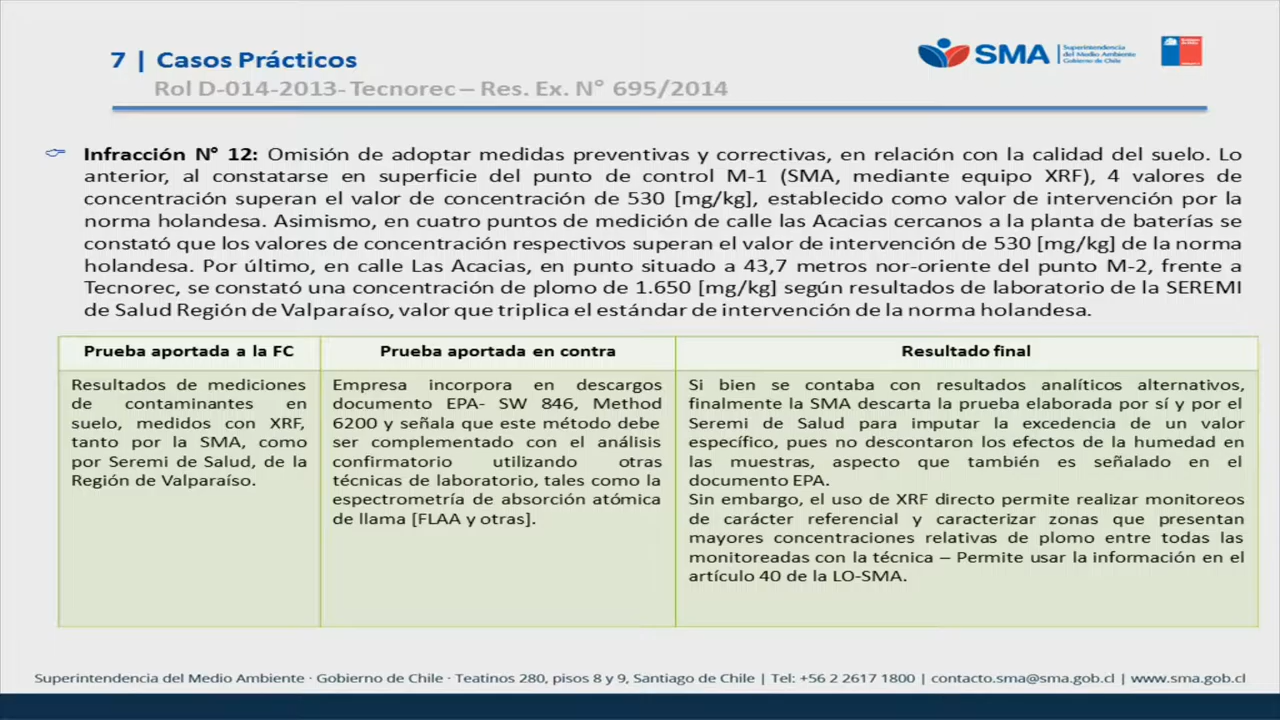 7 | Casos Prácticos
Rol D-014-2013- Tecnorec – Res. Ex. N° 695/2014
SMA
Superintendencia
del Medio Ambiente
Gobierno de Chile
Infracción N° 12: Omisión de adoptar medidas preventivas y correctivas, en relación con la calidad del suelo. Lo
anterior, al constatarse en superficie del punto de control M-1 (SMA, mediante equipo XRF), 4 valores de
concentración superan el valor de concentración de 530 [mg/kg], establecido como valor de intervención por la
norma holandesa. Asimismo, en cuatro puntos de medición de calle las Acacias cercanos a la planta de baterías se
constató que los valores de concentración respectivos superan el valor de intervención de 530 [mg/kg] de la norma
holandesa. Por último, en calle Las Acacias, en punto situado a 43,7 metros nor-oriente del punto M-2, frente a
Tecnorec, se constató una concentración de plomo de 1.650 [mg/kg] según resultados de laboratorio de la SEREMI
de Salud Región de Valparaíso, valor que triplica el estándar de intervención de la norma holandesa.
Prueba aportada a la FC
Resultados de mediciones
de contaminantes en
suelo, medidos con XRF,
tanto por la SMA, como
por Seremi de Salud, de la
Región de Valparaíso.
Prueba aportada en contra
Empresa incorpora en descargos
documento EPA- SW 846, Method
6200 y señala que este método debe
ser complementado con el análisis
confirmatorio utilizando otras
técnicas de laboratorio, tales como la
espectrometría de absorción atómica
de llama [FLAA y otras].
Resultado final
Si bien se contaba con resultados analíticos alternativos,
finalmente la SMA descarta la prueba elaborada por sí y por el
Seremi de Salud para imputar la excedencia de un valor
específico, pues no descontaron los efectos de la humedad en
las muestras, aspecto que también es señalado en el
documento EPA.
Sin embargo, el uso de XRF directo permite realizar monitoreos
de carácter referencial y caracterizar zonas que presentan
mayores concentraciones relativas de plomo entre todas las
monitoreadas con la técnica – Permite usar la información en el
artículo 40 de la LO-SMA.
Superintendencia del Medio Ambiente · Gobierno de Chile · Teatinos 280, pisos 8 y 9, Santiago de Chile | Tel: +56 2 2617 1800 | contacto.sma@sma.gob.cl | www.sma.gob.cl